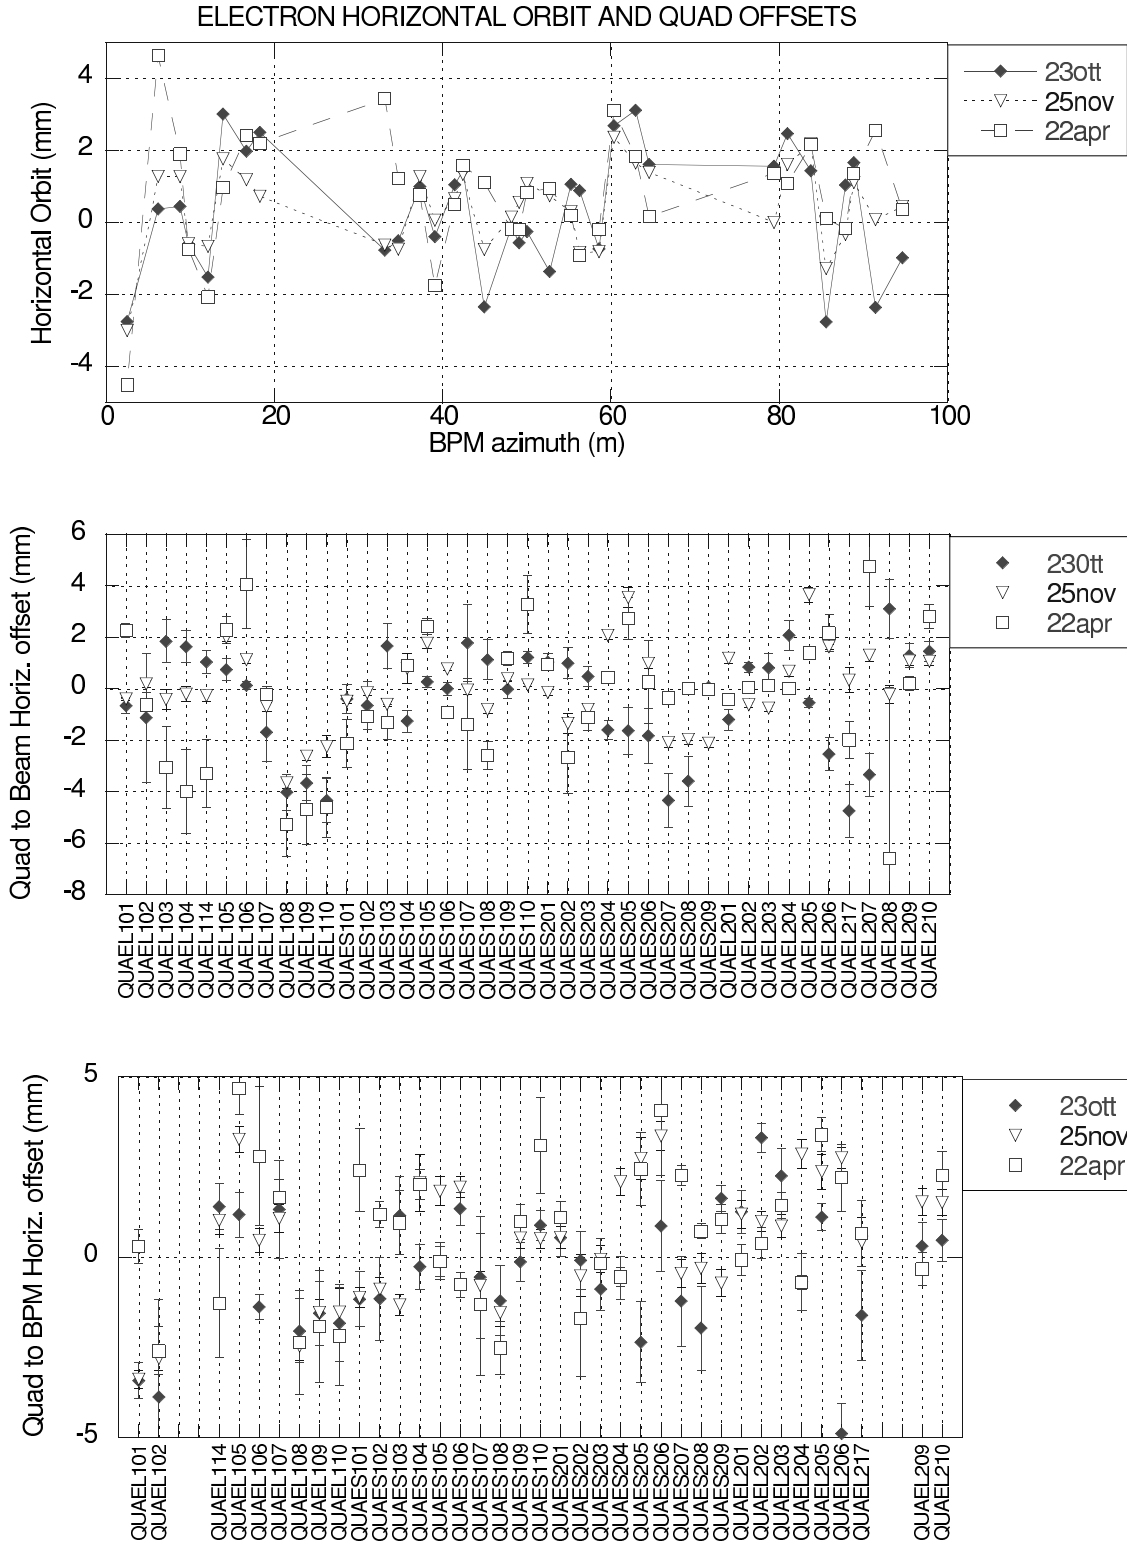 ELECTRON HORIZONTAL ORBIT AND QUAD OFFSETS
Horizontal Orbit (mm)
4
2
0
-2
-4
0 20 40 60 80 100
BPM azimuth (m)
23ott
25nov
22apr
Quad to Beam Horiz. offset (mm)
6
4
2
0
-2
-4
-6
-8
QUAEL101
QUAEL102
QUAEL103
QUAEL104
QUAEL114
QUAEL105
QUAEL106
QUAEL107
QUAEL108
QUAEL109
QUAEL110
QUAES101
QUAES102
QUAES103
QUAES104
QUAES105
QUAES106
QUAES107
QUAES108
QUAES109
QUAES110
QUAES201
QUAES202
QUAES203
QUAES204
QUAES205
QUAES206
QUAES207
QUAES208
QUAES209
QUAEL201
QUAEL202
QUAEL203
QUAEL204
QUAEL205
QUAEL206
QUAEL217
QUAEL207
QUAEL208
QUAEL209
QUAEL210
230tt
25nov
22apr
Quad to BPM Horiz. offset (mm)
5
0
-5
QUAEL101
QUAEL102
QUAEL114
QUAEL105
QUAEL106
QUAEL107
QUAEL108
QUAEL109
QUAEL110
QUAES101
QUAES102
QUAES103
QUAES104
QUAES105
QUAES106
QUAES107
QUAES108
QUAES109
QUAES110
QUAES201
QUAES202
QUAES203
QUAES204
QUAES205
QUAES206
QUAES207
QUAES208
QUAES209
QUAEL201
QUAEL202
QUAEL203
QUAEL204
QUAEL205
QUAEL206
QUAEL217
QUAEL209
QUAEL210
23ott
25nov
22apr